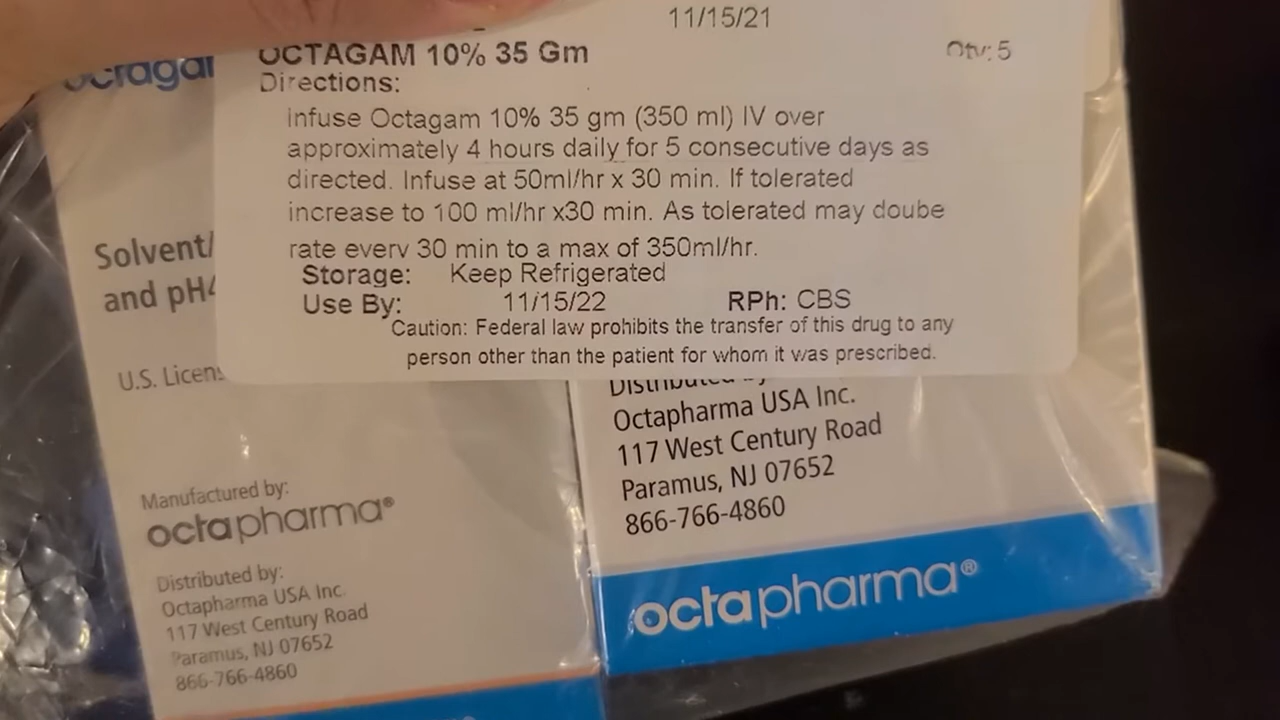 11/15/21
OCTAGAM 10% 35 Gm
Qty: 5
Directions:
Infuse Octagam 10% 35 gm (350 ml) IV over
approximately 4 hours daily for 5 consecutive days as
directed. Infuse at 50ml/hr x 30 min. If tolerated
increase to 100 ml/hr x30 min. As tolerated may doube
rate every 30 min to a max of 350ml/hr.
Storage: Keep Refrigerated
Use By: 11/15/22 RPh: CBS
Caution: Federal law prohibits the transfer of this drug to any
person other than the patient for whom it was prescribed.
Solvent/
and pH4
U.S. Licens
Manufactured by:
octapharma®
Distributed by:
Octapharma USA Inc.
117 West Century Road
Paramus, NJ 07652
866-766-4860
Distributed by
Octapharma USA Inc.
117 West Century Road
Paramus, NJ 07652
866-766-4860
octapharma®